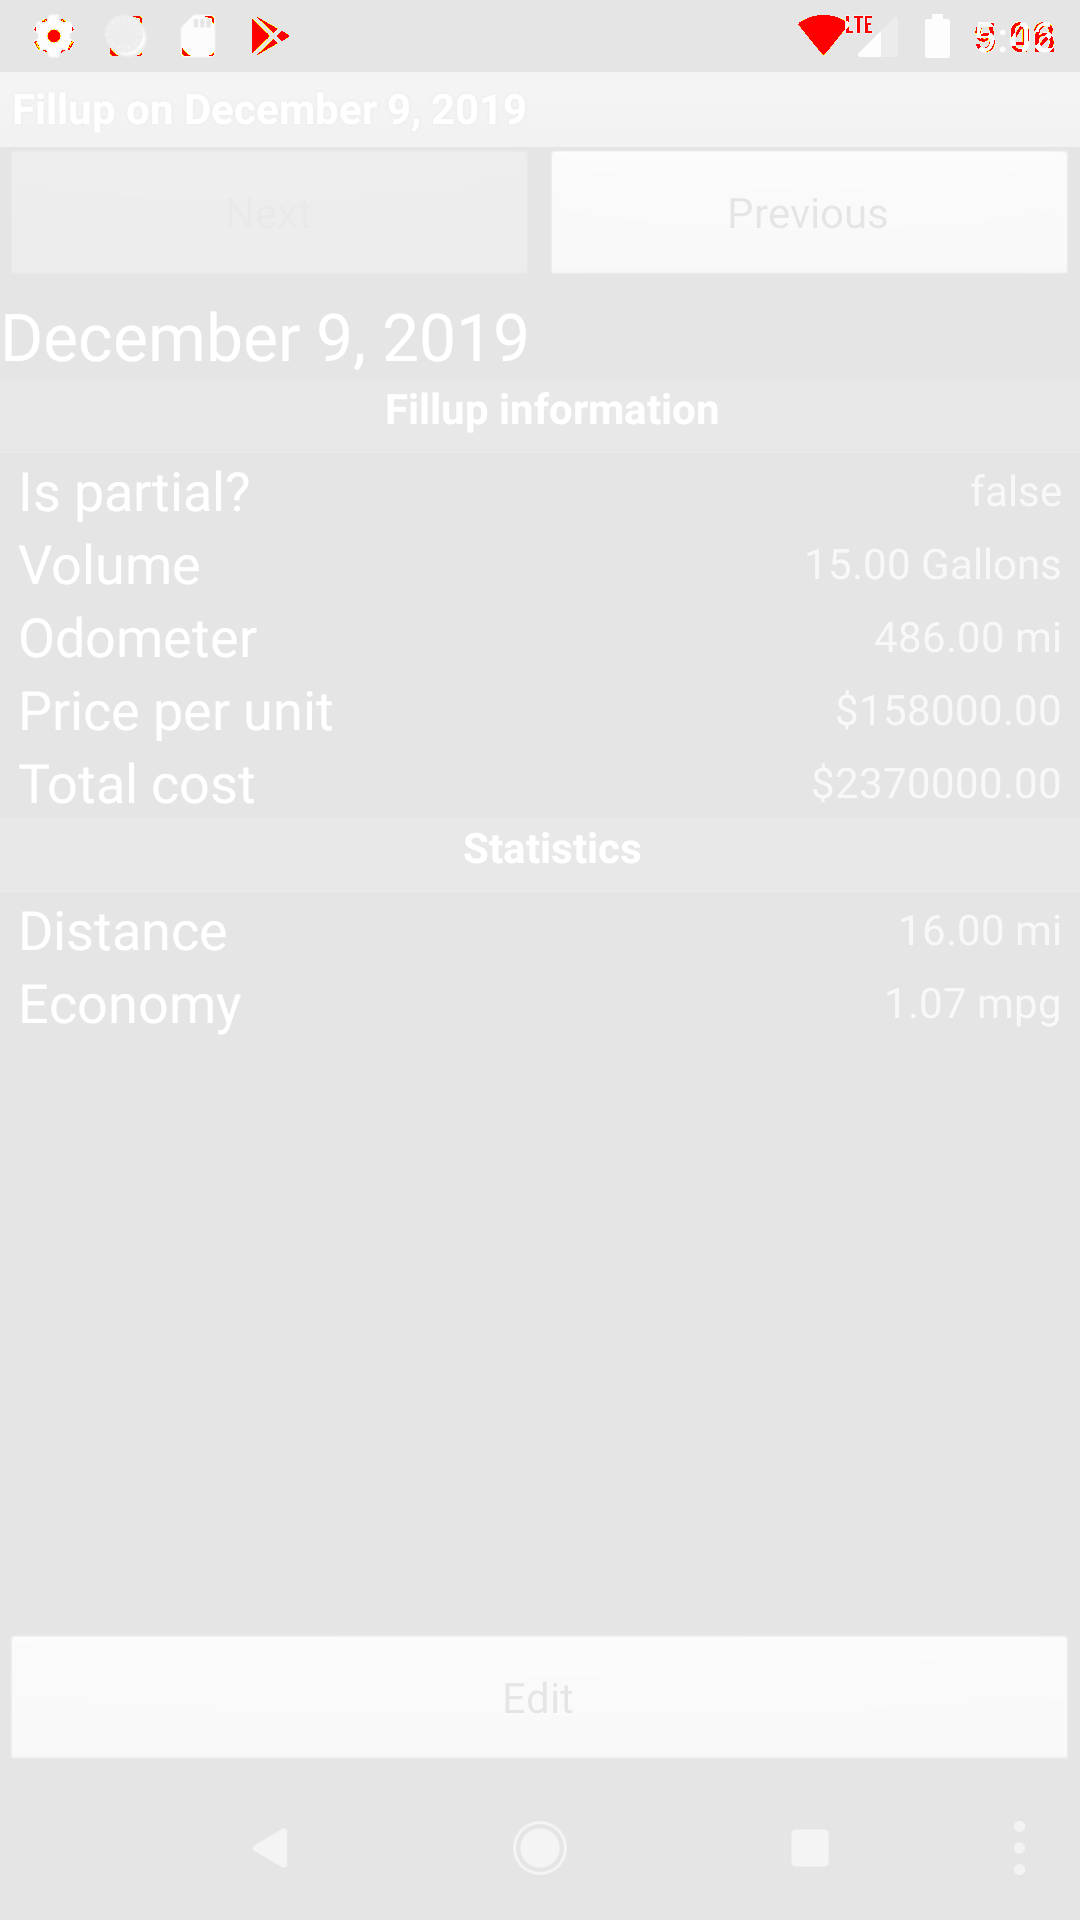 LTE
Fillup on December 9, 2019
Next Previous
December 9, 2019
Fillup information
Is partial? false
Volume 15.00 Gallons
Odometer 486.00 mi
Price per unit $158000.00
Total cost $2370000.00
Statistics
Distance 16.00 mi
Economy 1.07 mpg
Edit